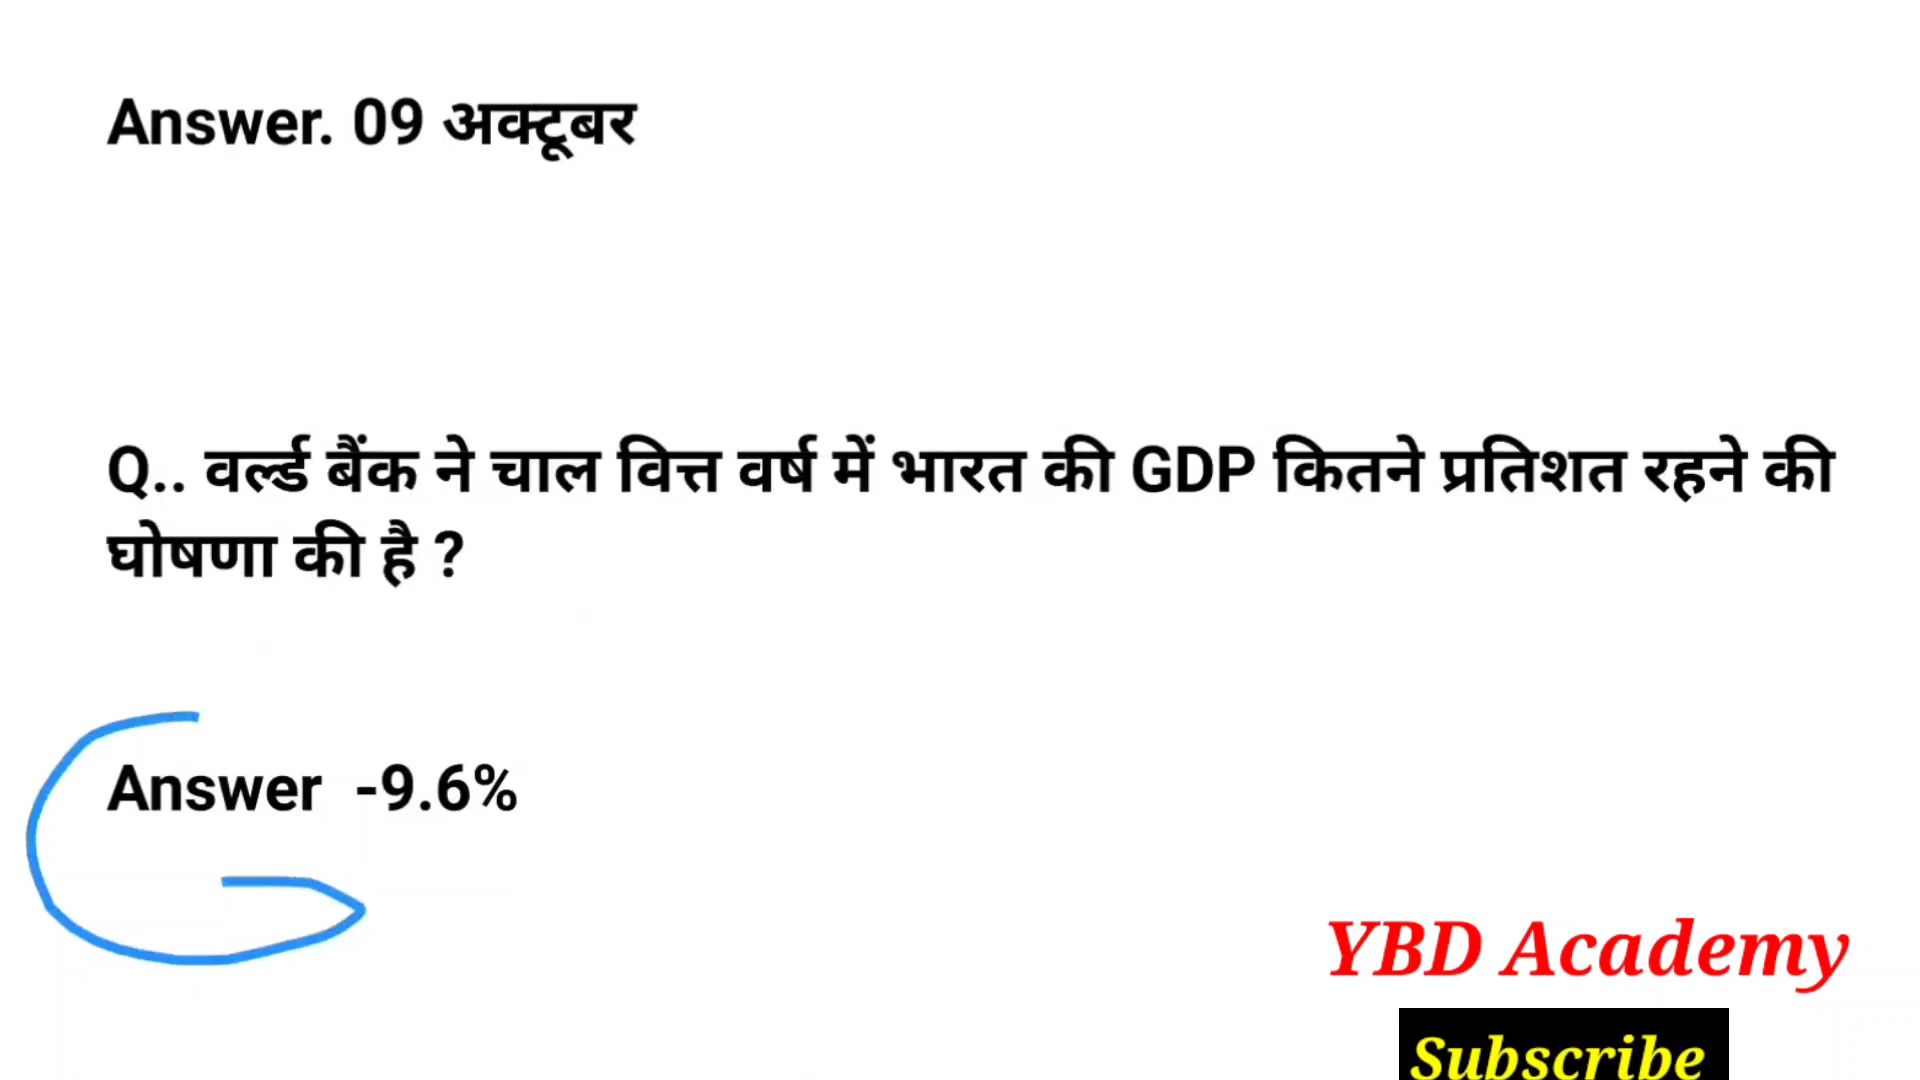 Answer. 09 अक्टूबर
Q.. वर्ल्ड बैंक ने चाल वित्त वर्ष में भारत की GDP कितने प्रतिशत रहने की
घोषणा की है ?
Answer -9.6%
YBD Academy
Subscribe